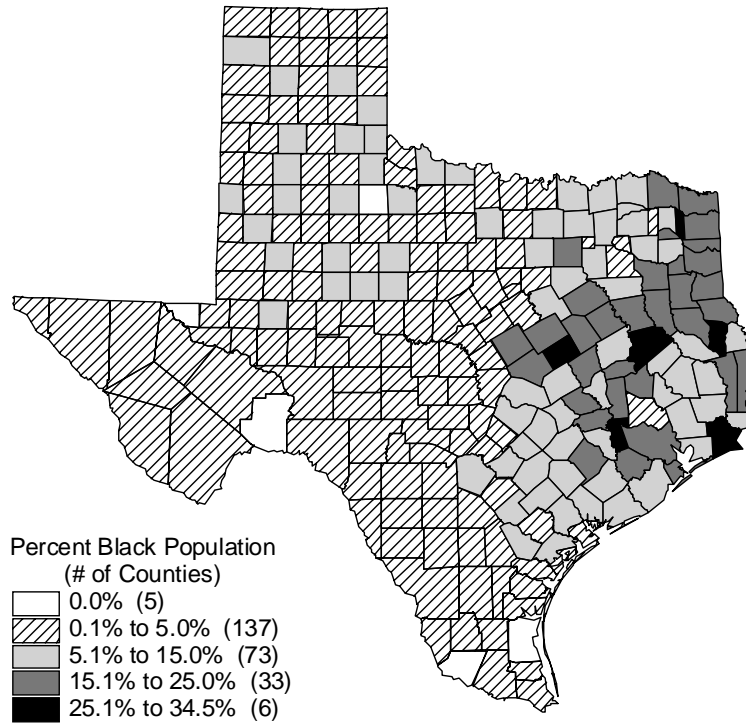 Percent Black Population
(# of Counties)
0.0% (5)
0.1% to 5.0% (137)
5.1% to 15.0% (73)
15.1% to 25.0% (33)
25.1% to 34.5% (6)